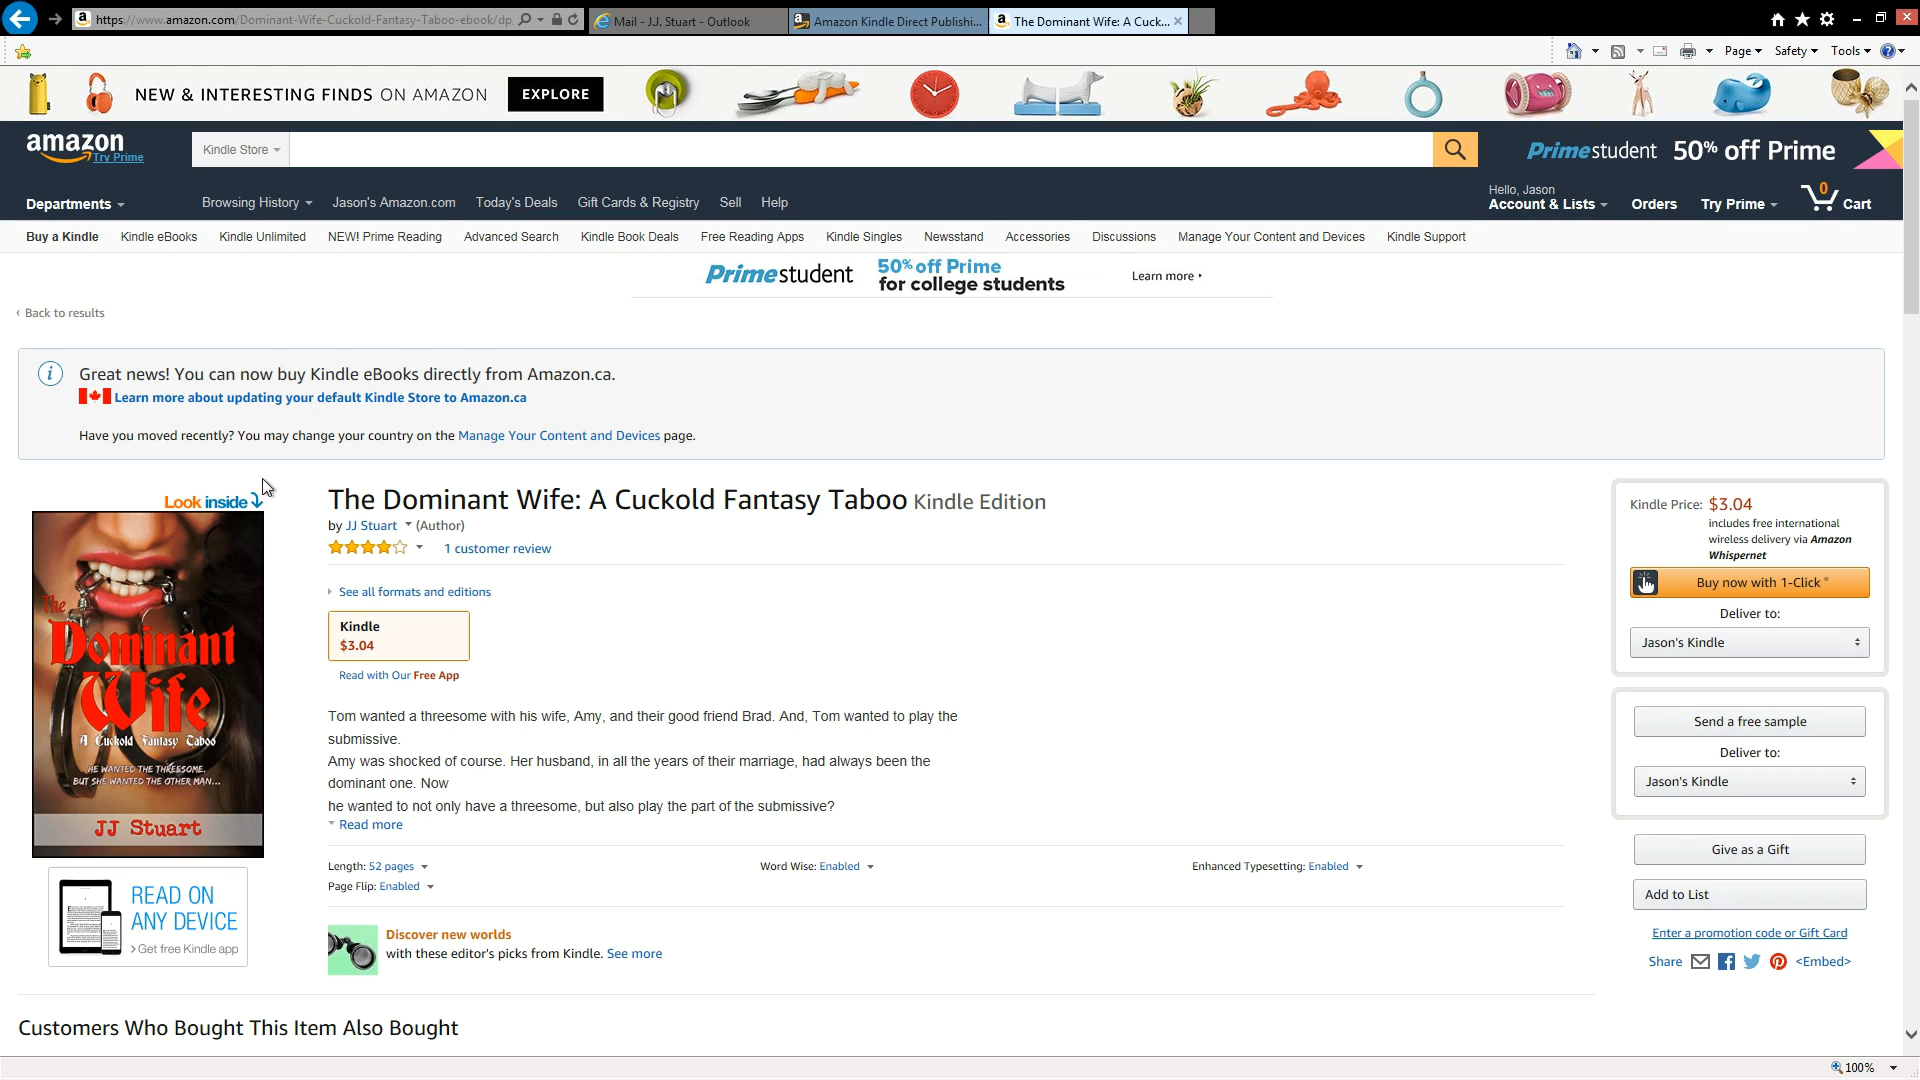 https://www.amazon.com/Dominant-Wife-Cuckold-Fantasy-Taboo-ebook/dp
Mail - J.J. Stuart - Outlook
Amazon Kindle Direct Publishi...
The Dominant Wife: A Cuck...
Page
Safety
Tools
NEW & INTERESTING FINDS ON AMAZON
EXPLORE
amazon
Try Prime
Kindle Store
Prime student 50% off Prime
Departments
Browsing History
Jason's Amazon.com
Today's Deals
Gift Cards & Registry
Sell
Help
Hello, Jason
Account & Lists
Orders
Try Prime
0
Cart
Buy a Kindle
Kindle eBooks
Kindle Unlimited
NEW! Prime Reading
Advanced Search
Kindle Book Deals
Free Reading Apps
Kindle Singles
Newsstand
Accessories
Discussions
Manage Your Content and Devices
Kindle Support
Prime student
50% off Prime
for college students
Learn more
‹ Back to results
Great news! You can now buy Kindle eBooks directly from Amazon.ca.
Learn more about updating your default Kindle Store to Amazon.ca
Have you moved recently? You may change your country on the Manage Your Content and Devices page.
Look inside
The
Dominant
Wife
A Cuckold Fantasy Taboo
HE WANTED THE THREESOME.
BUT SHE WANTED THE OTHER MAN...
JJ Stuart
READ ON
ANY DEVICE
›Get free Kindle app
The Dominant Wife: A Cuckold Fantasy Taboo Kindle Edition
by JJ Stuart (Author)
1 customer review
See all formats and editions
Kindle
$3.04
Read with Our Free App
Tom wanted a threesome with his wife, Amy, and their good friend Brad. And, Tom wanted to play the
submissive.
Amy was shocked of course. Her husband, in all the years of their marriage, had always been the
dominant one. Now
he wanted to not only have a threesome, but also play the part of the submissive?
Read more
Length: 52 pages
Word Wise: Enabled
Enhanced Typesetting: Enabled
Page Flip: Enabled
Discover new worlds
with these editor's picks from Kindle. See more
Customers Who Bought This Item Also Bought
Kindle Price: $3.04
includes free international
wireless delivery via Amazon
Whispernet
Buy now with 1-Click ®
Deliver to:
Jason's Kindle
Send a free sample
Deliver to:
Jason's Kindle
Give as a Gift
Add to List
Enter a promotion code or Gift Card
Share
<Embed>
100%